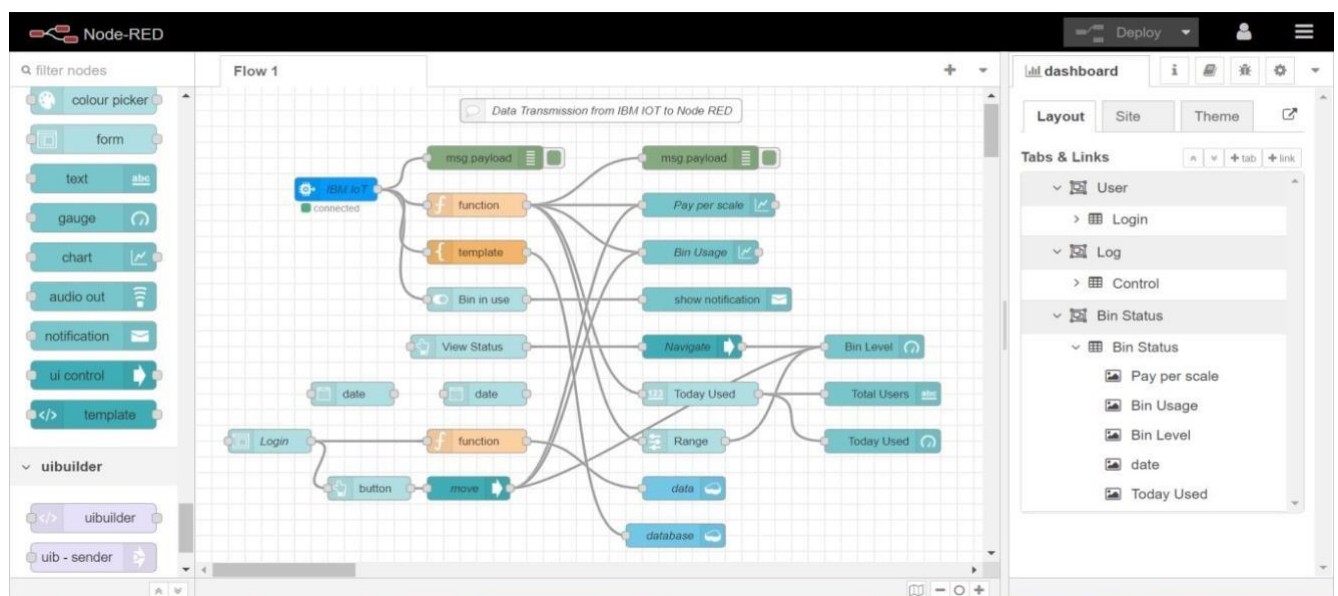 Node-RED
Deploy
filter nodes
colour picker
form
text
abc
gauge
chart
audio out
notification
ui control
</> template
uibuilder
</> uibuilder
uib - sender
Flow 1
Data Transmission from IBM IOT to Node RED
msg.payload
msg.payload
IBM IoT
connected
f function
Pay per scale
{ template
Bin Usage
Bin in use
show notification
View Status
Navigate
Bin Level
date
date
123 Today Used
Total Users abc
Login
f function
Range
Today Used
button
move
data
database
dashboard
i
Layout
Site
Theme
Tabs & Links
+ tab
+ link
User
Login
Log
Control
Bin Status
Bin Status
Pay per scale
Bin Usage
Bin Level
date
Today Used